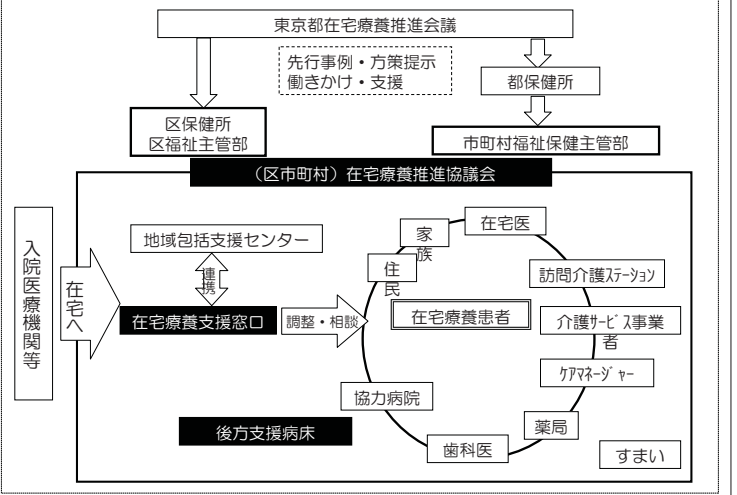 東京都在宅療養推進会議
先行事例・方策提示
働きかけ・支援
都保健所
区保健所
区福祉主管部
市町村福祉保健主管部
（区市町村）在宅療養推進協議会
入院医療機関等
在宅へ
地域包括支援センター
連携
在宅療養支援窓口
調整・相談
家族
住民
在宅医
訪問介護ステーション
在宅療養患者
介護サービス事業
者
ケアマネージャー
協力病院
薬局
後方支援病床
歯科医
すまい